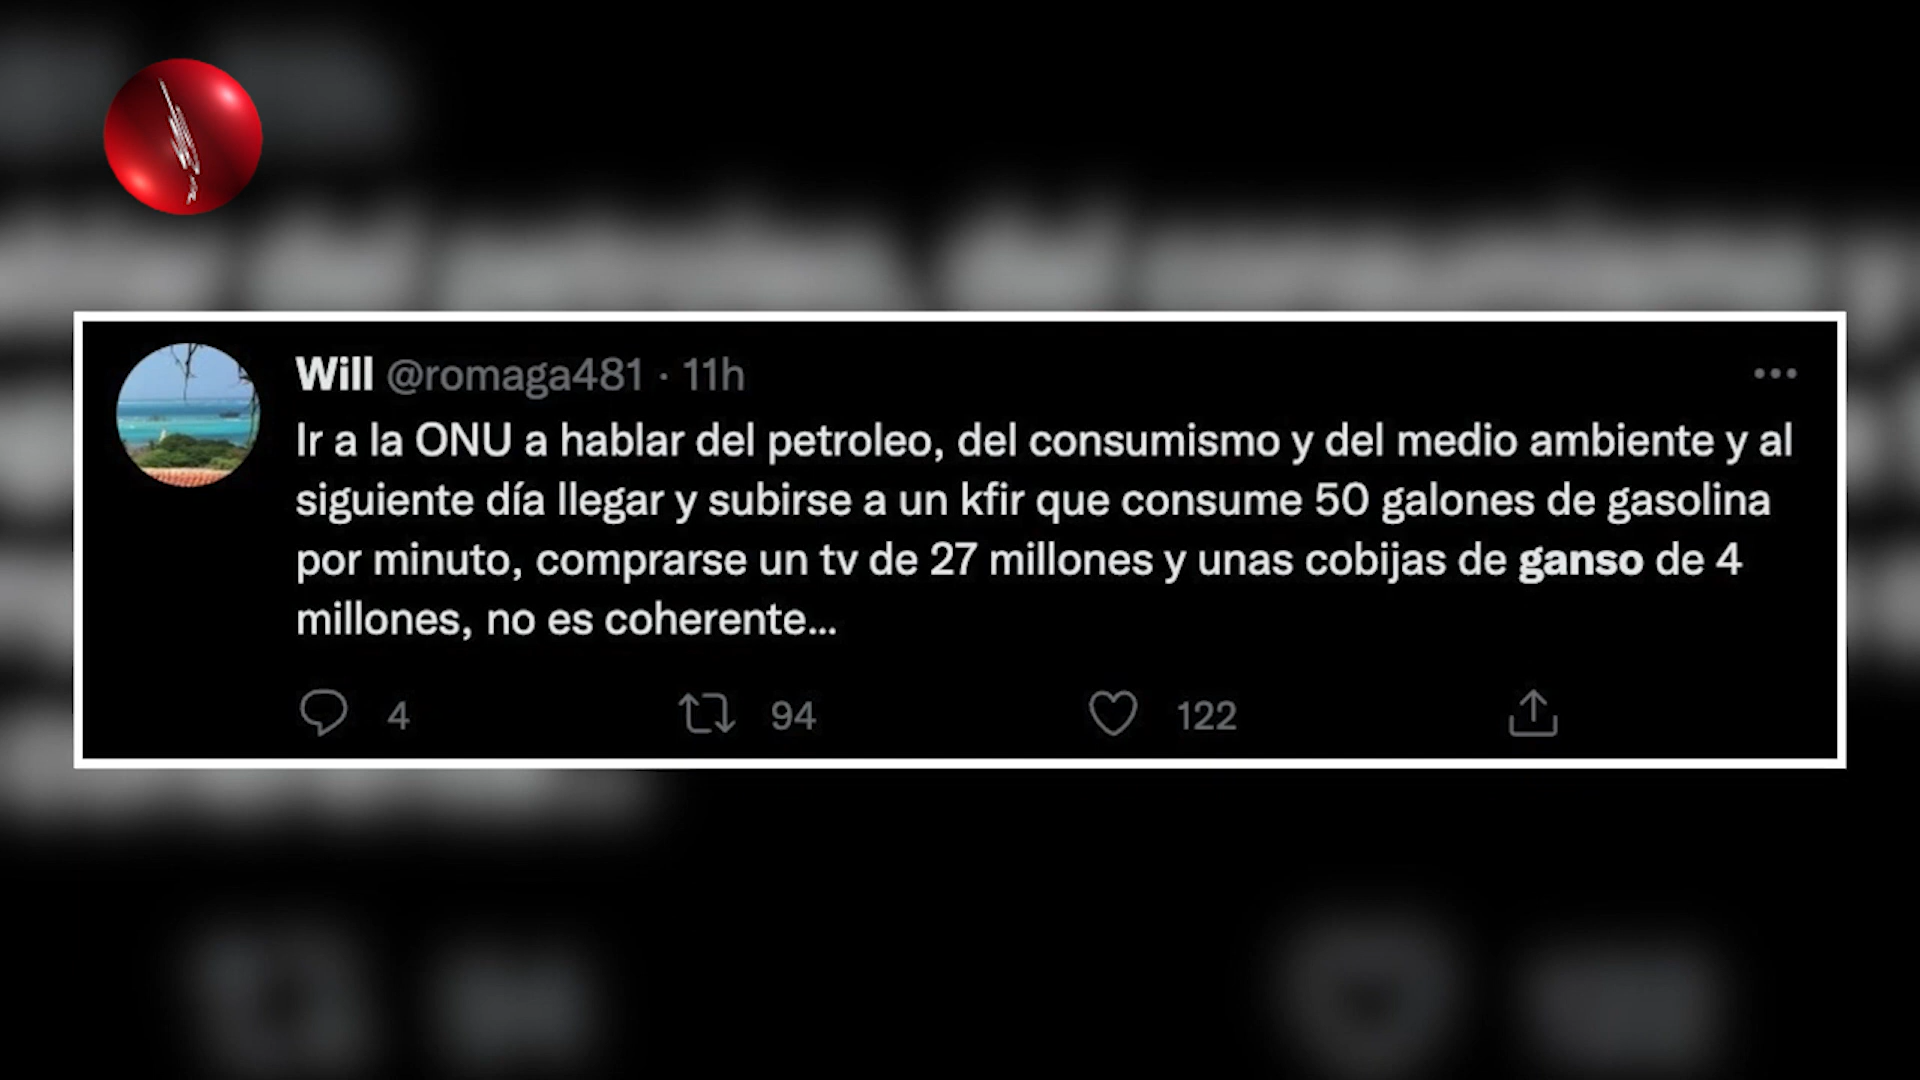 Will @romaga481 · 11h
Ir a la ONU a hablar del petroleo, del consumismo y del medio ambiente y al
siguiente día llegar y subirse a un kfir que consume 50 galones de gasolina
por minuto, comprarse un tv de 27 millones y unas cobijas de ganso de 4
millones, no es coherente...
4 94 122